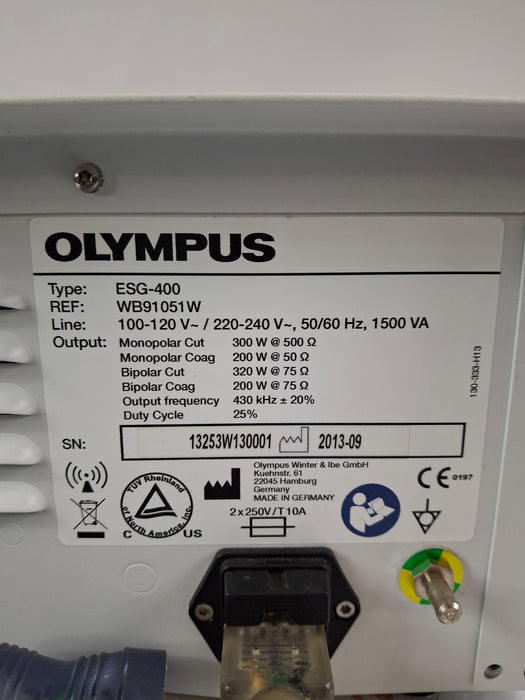 OLYMPUS
Type: ESG-400
REF: WB91051W
Line: 100-120 V~ / 220-240 V~, 50/60 Hz, 1500 VA
Output: Monopolar Cut 300 W @ 500 Ω
Monopolar Coag 200 W @ 50 Ω
Bipolar Cut 320 W @ 75 Ω
Bipolar Coag 200 W @ 75 Ω
Output frequency 430 kHz ± 20%
Duty Cycle 25%
130-333-H13
SN: 13253W130001 2013-09
TÜV Rheinland
of North America, Inc.
C US
Olympus Winter & Ibe GmbH
Kuehnstr. 61
22045 Hamburg
Germany
MADE IN GERMANY
CE 0197
2 x 250V / T 10A